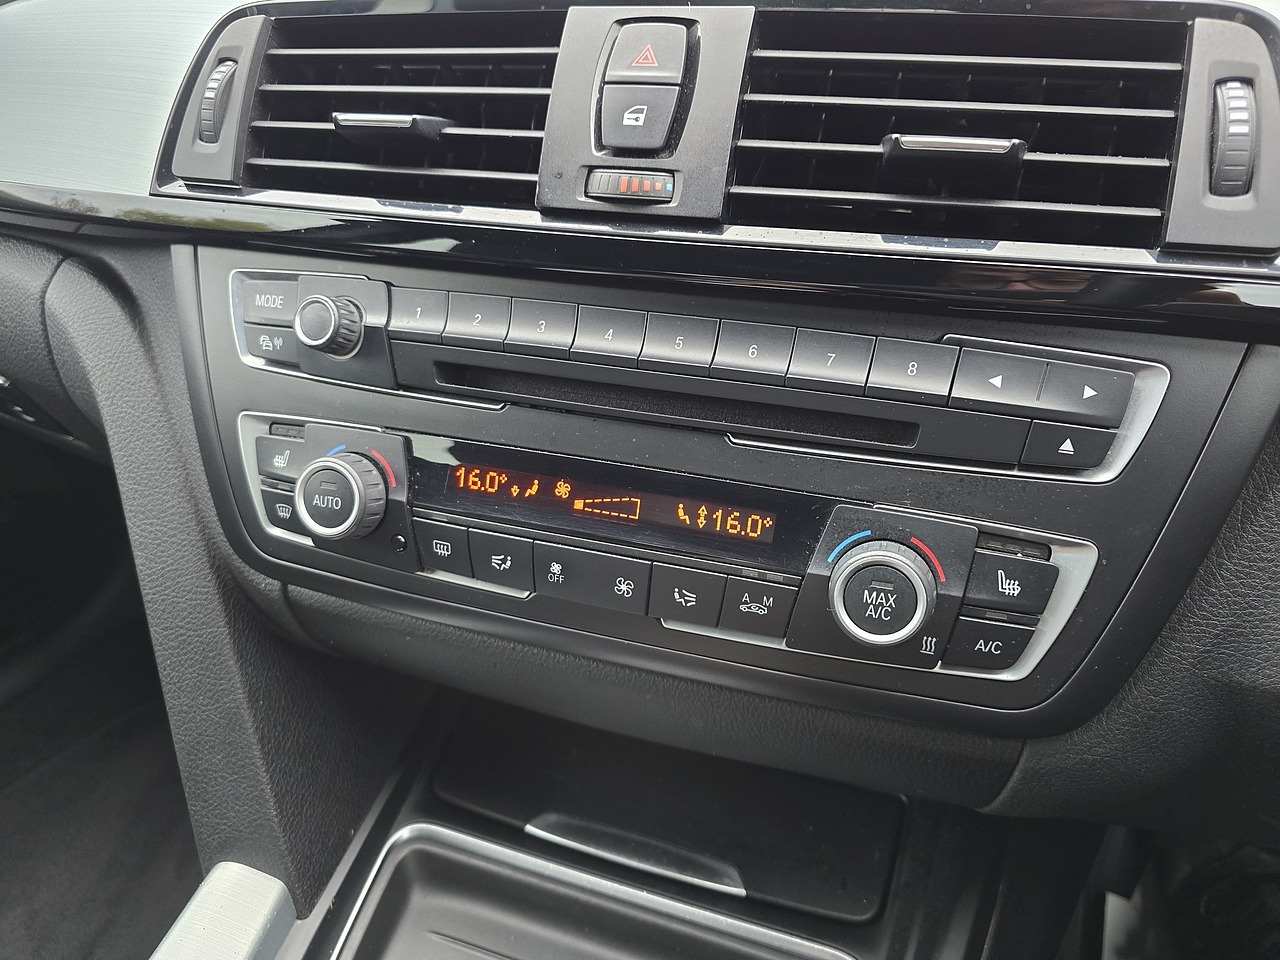 MODE
1 2 3 4 5 6 7 8
16.0°
16.0°
AUTO
OFF
A M
MAX
A/C
A/C